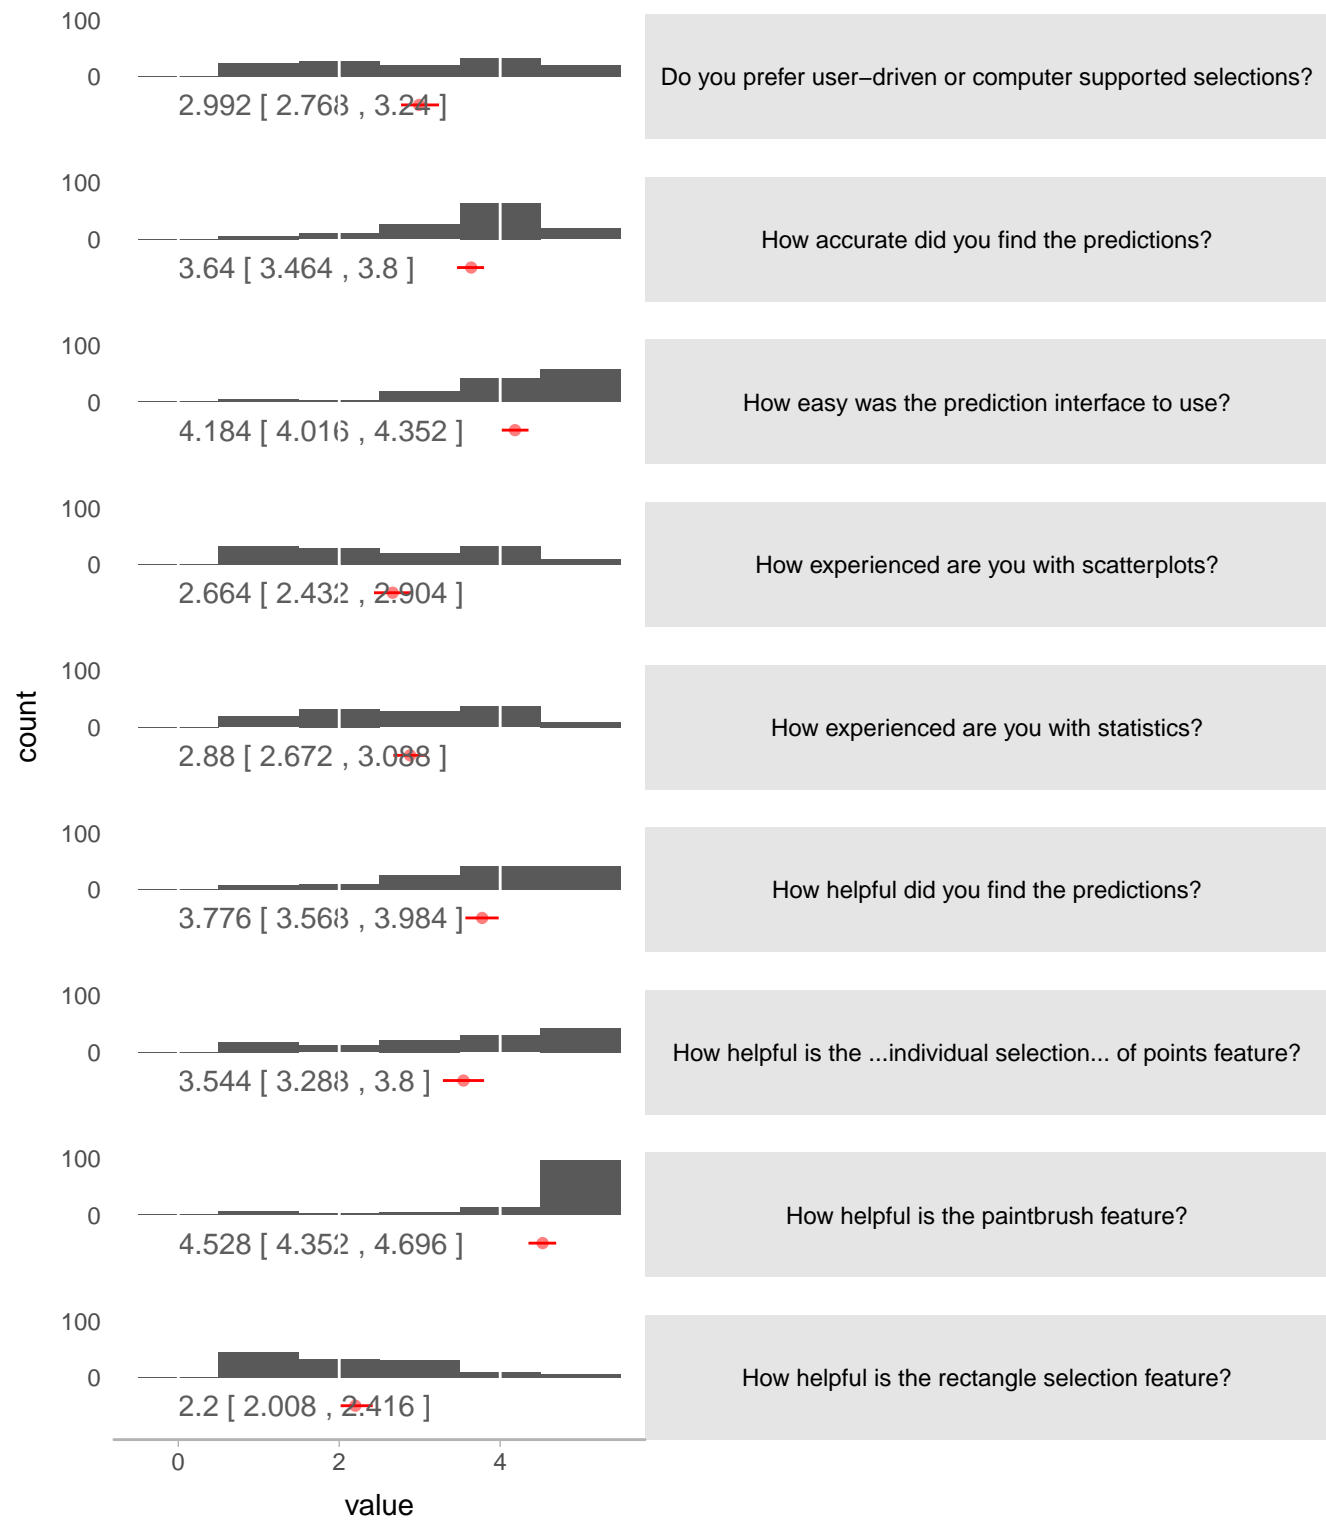 100
0
2.992 [ 2.768 , 3.24 ]
Do you prefer user−driven or computer supported selections?
100
0
3.64 [ 3.464 , 3.8 ]
How accurate did you find the predictions?
100
0
4.184 [ 4.016 , 4.352 ]
How easy was the prediction interface to use?
100
0
2.664 [ 2.432 , 2.904 ]
How experienced are you with scatterplots?
100
0
2.88 [ 2.672 , 3.088 ]
How experienced are you with statistics?
count
100
0
3.776 [ 3.568 , 3.984 ]
How helpful did you find the predictions?
100
0
3.544 [ 3.288 , 3.8 ]
How helpful is the ...individual selection... of points feature?
100
0
4.528 [ 4.352 , 4.696 ]
How helpful is the paintbrush feature?
100
0
2.2 [ 2.008 , 2.416 ]
How helpful is the rectangle selection feature?
0 2 4
value